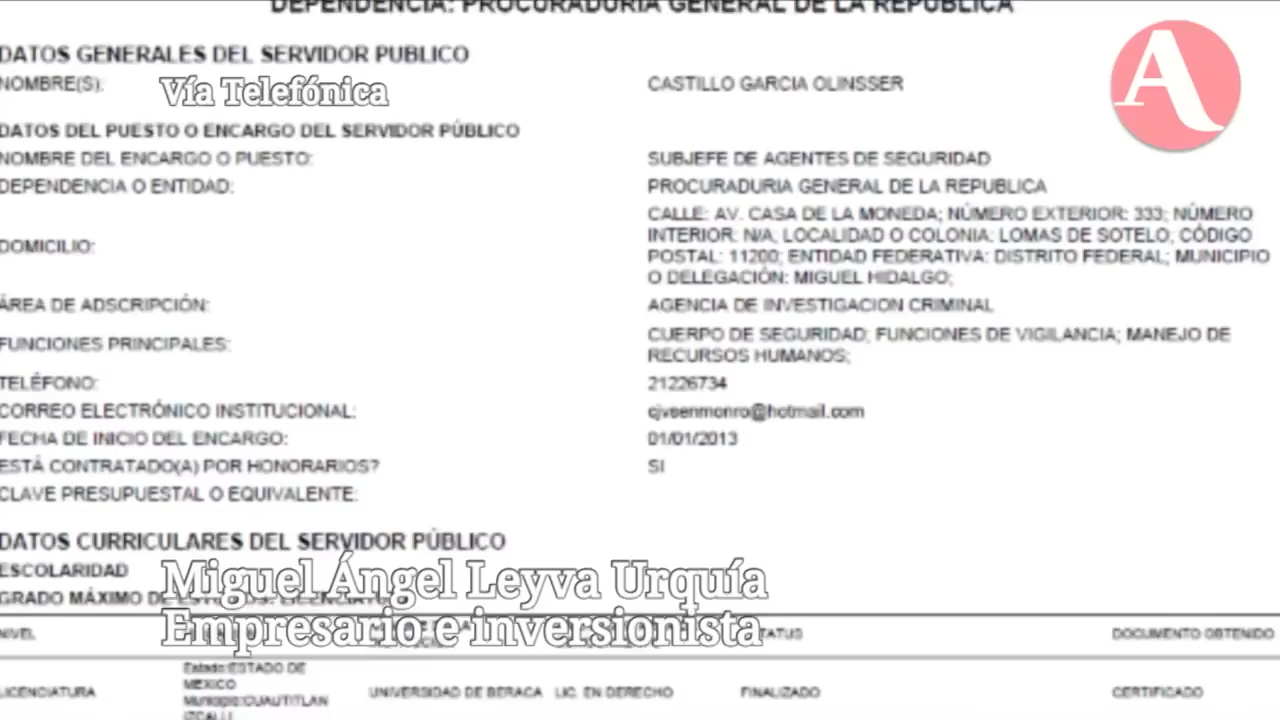 DEPENDENCIA: PROCURADURIA GENERAL DE LA REPUBLICA
DATOS GENERALES DEL SERVIDOR PUBLICO
NOMBRE(S): CASTILLO GARCIA OLINSSER
Vía Telefónica
A
DATOS DEL PUESTO O ENCARGO DEL SERVIDOR PÚBLICO
NOMBRE DEL ENCARGO O PUESTO: SUBJEFE DE AGENTES DE SEGURIDAD
DEPENDENCIA O ENTIDAD: PROCURADURIA GENERAL DE LA REPUBLICA
DOMICILIO: CALLE: AV. CASA DE LA MONEDA; NÚMERO EXTERIOR: 333; NÚMERO
INTERIOR: N/A; LOCALIDAD O COLONIA: LOMAS DE SOTELO; CÓDIGO
POSTAL: 11200; ENTIDAD FEDERATIVA: DISTRITO FEDERAL; MUNICIPIO
O DELEGACIÓN: MIGUEL HIDALGO;
ÁREA DE ADSCRIPCIÓN: AGENCIA DE INVESTIGACION CRIMINAL
FUNCIONES PRINCIPALES: CUERPO DE SEGURIDAD; FUNCIONES DE VIGILANCIA; MANEJO DE
RECURSOS HUMANOS;
TELÉFONO: 21226734
CORREO ELECTRÓNICO INSTITUCIONAL: @hotmail.com
FECHA DE INICIO DEL ENCARGO: 01/01/2013
ESTÁ CONTRATADO(A) POR HONORARIOS? SI
CLAVE PRESUPUESTAL O EQUIVALENTE:
DATOS CURRICULARES DEL SERVIDOR PÚBLICO
ESCOLARIDAD
Miguel Ángel Leyva Urquía
GRADO MÁXIMO DE
Empresario e inversionista
NIVEL DOCUMENTO OBTENIDO
LICENCIATURA Estado:ESTADO DE
MEXICO
Municipio:CUAUTITLAN
IZCALLI
UNIVERSIDAD DE BERACA LIC. EN DERECHO FINALIZADO CERTIFICADO